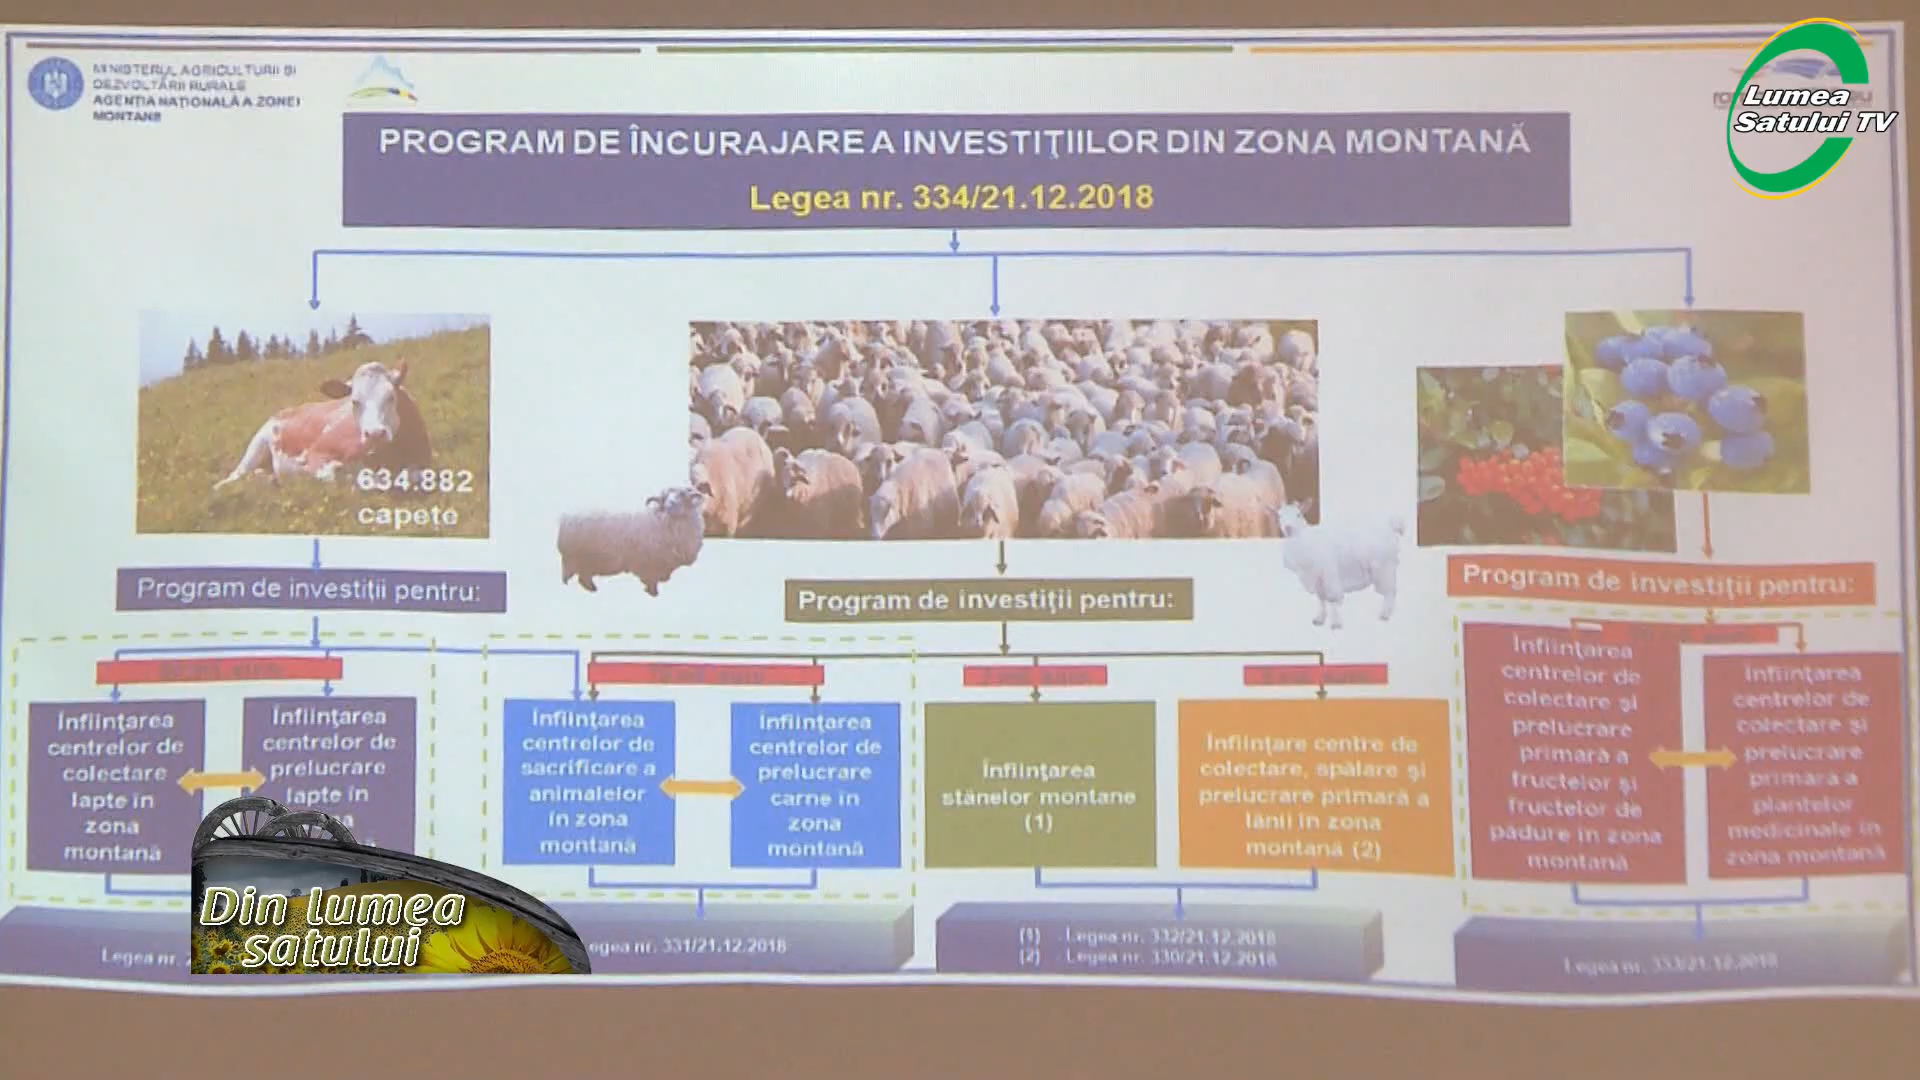 MINISTERUL AGRICULTURII ȘI
DEZVOLTĂRII RURALE
AGENȚIA NAȚIONALĂ A ZONEI
MONTANE
Lumea
Satului TV
PROGRAM DE ÎNCURAJARE A INVESTIŢIILOR DIN ZONA MONTANĂ
Legea nr. 334/21.12.2018
634.882
capete
Program de investiții pentru:
Program de investiții pentru:
Program de investiții pentru:
Înfiinţarea
centrelor de
colectare
lapte în
zona
montană
Înfiinţarea
centrelor de
prelucrare
lapte în
Înfiinţarea
centrelor de
sacrificare a
animalelor
în zona
montană
Înfiinţarea
centrelor de
prelucrare
carne în
zona
montană
Înfiinţarea
stânelor montane
(1)
Înfiinţare centre de
colectare, spălare şi
prelucrare primară a
lânii în zona
montană (2)
Înfiinţarea
centrelor de
colectare şi
prelucrare
primară a
fructelor şi
fructelor de
pădure în zona
montană
Înfiinţarea
centrelor de
colectare şi
prelucrare
primară a
plantelor
medicinale în
zona montană
Legea nr.
egea nr. 331/21.12.2018
(1) - Legea nr. 332/21.12.2018
(2) - Legea nr. 330/21.12.2018
Legea nr. 333/21.12.2018
Din lumea
satului